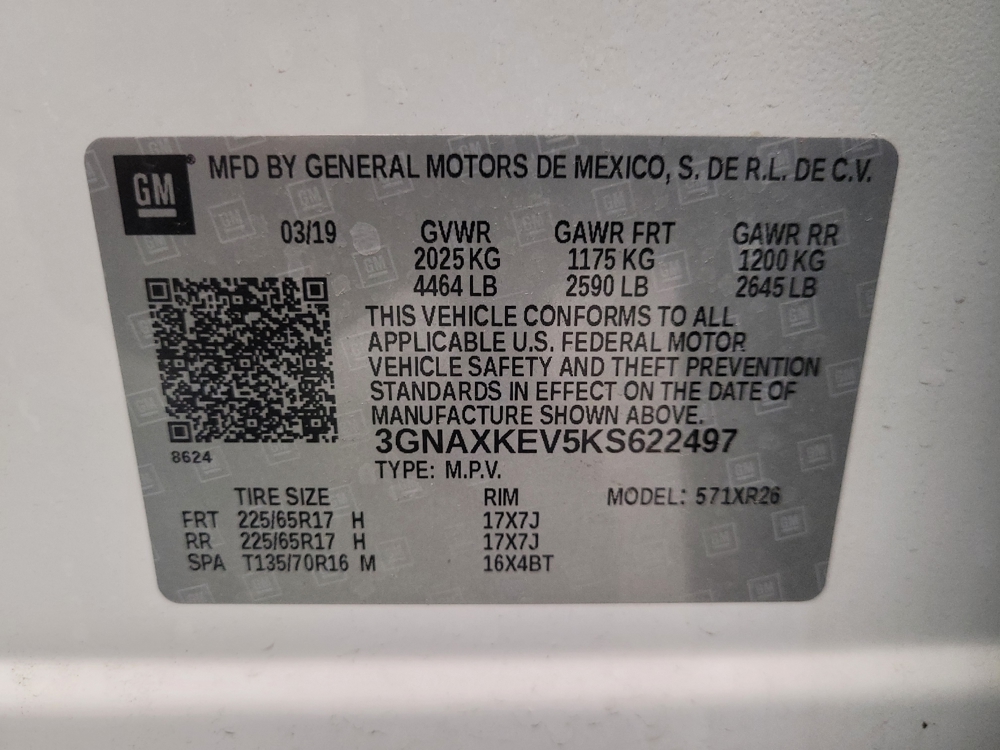 GM MFD BY GENERAL MOTORS DE MEXICO, S. DE R.L. DE C.V.
03/19 GVWR GAWR FRT GAWR RR
2025 KG 1175 KG 1200 KG
4464 LB 2590 LB 2645 LB
THIS VEHICLE CONFORMS TO ALL
APPLICABLE U.S. FEDERAL MOTOR
VEHICLE SAFETY AND THEFT PREVENTION
STANDARDS IN EFFECT ON THE DATE OF
MANUFACTURE SHOWN ABOVE.
3GNAXKEV5KS622497
8624
TYPE: M.P.V.
TIRE SIZE RIM MODEL: 571XR26
FRT 225/65R17 H 17X7J
RR 225/65R17 H 17X7J
SPA T135/70R16 M 16X4BT